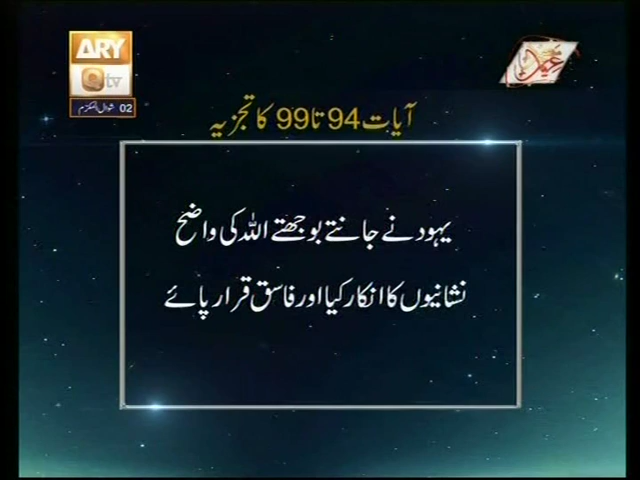 ARY
Qtv
02 شوال المکرم
عید
آیات 94 تا 99 کا تجزیہ
یہود نے جانتے بوجھتے اللہ کی واضح
نشانیوں کا انکار کیا اور فاسق قرار پائے